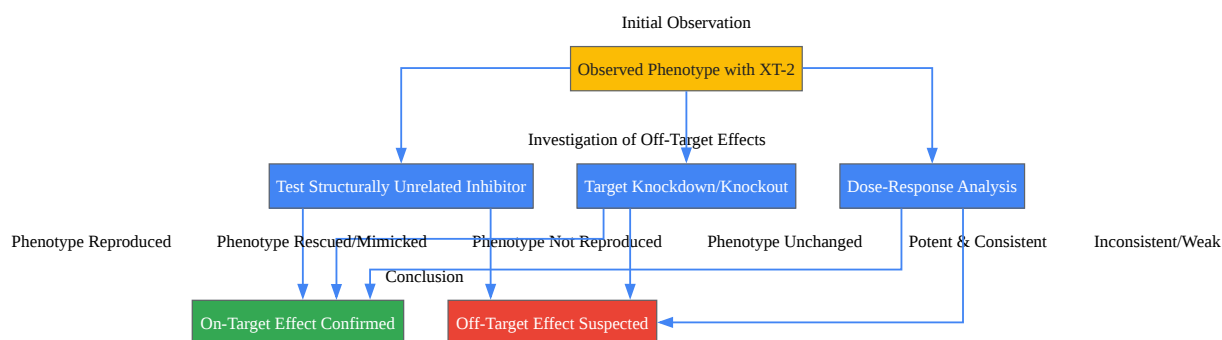 Initial Observation
Observed Phenotype with XT-2
Investigation of Off-Target Effects
Test Structurally Unrelated Inhibitor
Target Knockdown/Knockout
Dose-Response Analysis
Phenotype Reproduced
Phenotype Rescued/Mimicked
Phenotype Not Reproduced
Phenotype Unchanged
Potent & Consistent
Inconsistent/Weak
Conclusion
On-Target Effect Confirmed
Off-Target Effect Suspected